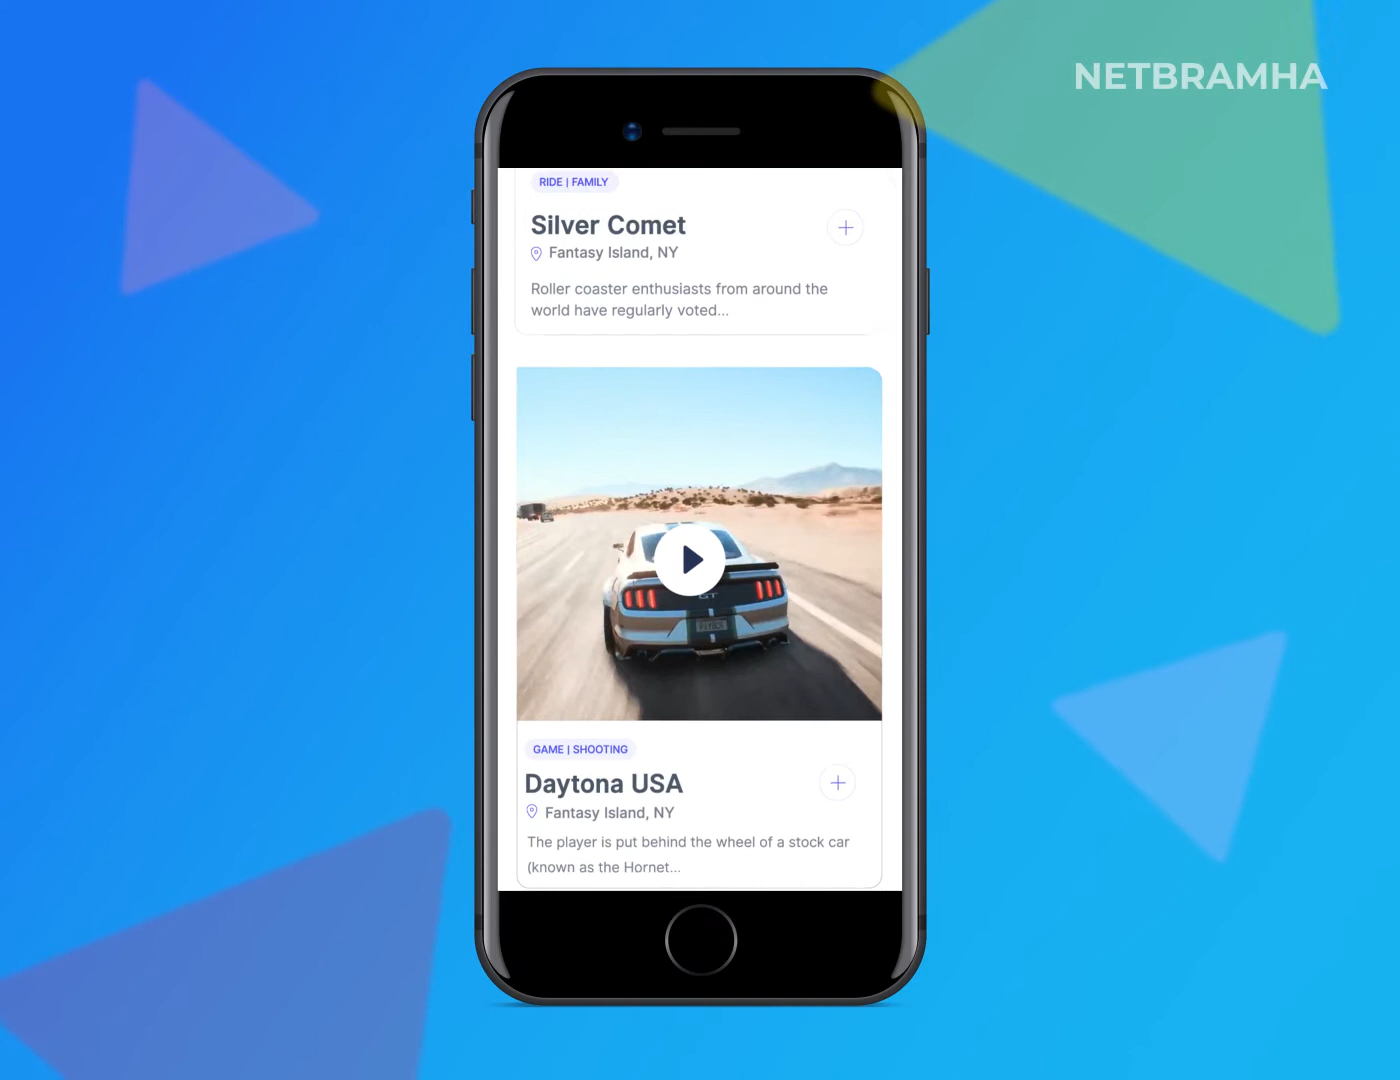 NETBRAMHA
RIDE | FAMILY
Silver Comet
Fantasy Island, NY
Roller coaster enthusiasts from around the
world have regularly voted...
GT
GAME | SHOOTING
Daytona USA
Fantasy Island, NY
The player is put behind the wheel of a stock car
(known as the Hornet...